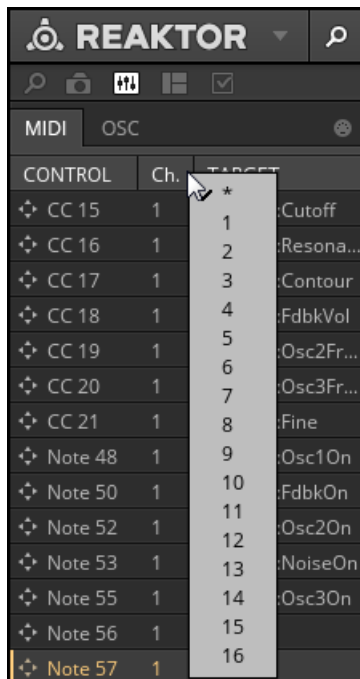 REAKTOR
MIDI OSC
CONTROL Ch. TARGET
*
CC 15 1 :Cutoff
1
CC 16 1 :Resona...
2
CC 17 1 3 :Contour
CC 18 1 4 :FdbkVol
5
CC 19 1 :Osc2Fr...
6
CC 20 1 :Osc3Fr...
7
CC 21 1 8 :Fine
Note 48 1 9 :Osc1On
Note 50 1 10 :FdbkOn
11
Note 52 1 12 :Osc2On
Note 53 1 13 :NoiseOn
Note 55 1 14 :Osc3On
Note 56 1 15
16
Note 57 1